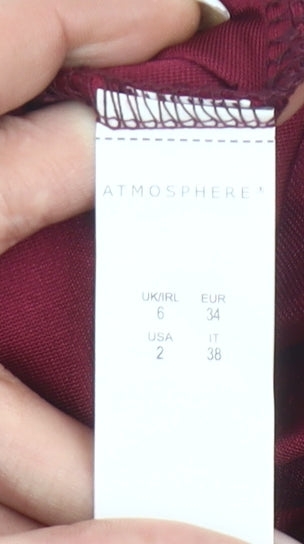 ATMOSPHERE
UK/IRL EUR
6 34
USA IT
2 38